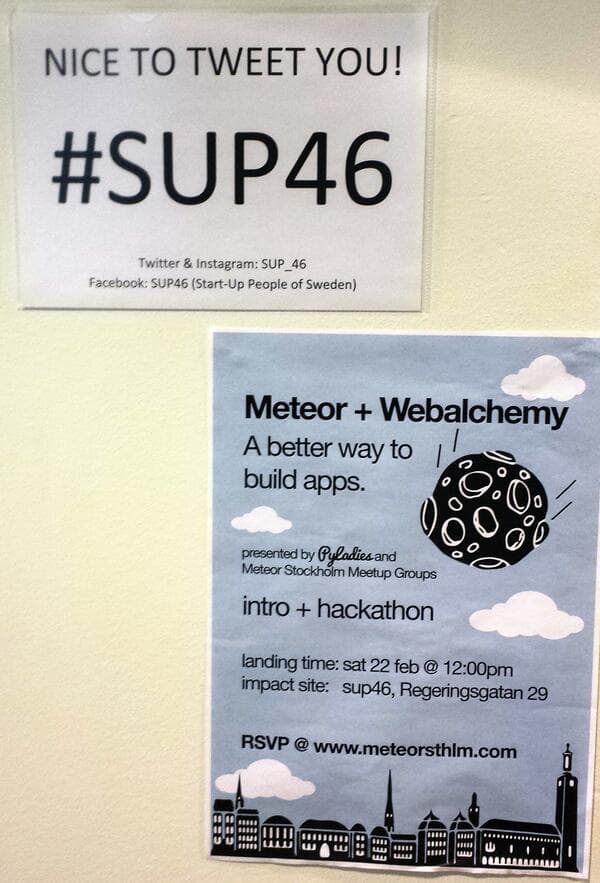 NICE TO TWEET YOU!
#SUP46
Twitter & Instagram: SUP_46
Facebook: SUP46 (Start-Up People of Sweden)
Meteor + Webalchemy
A better way to
build apps.
presented by PyLadies and
Meteor Stockholm Meetup Groups
intro + hackathon
landing time: sat 22 feb @ 12:00pm
impact site: sup46, Regeringsgatan 29
RSVP @ www.meteorsthlm.com